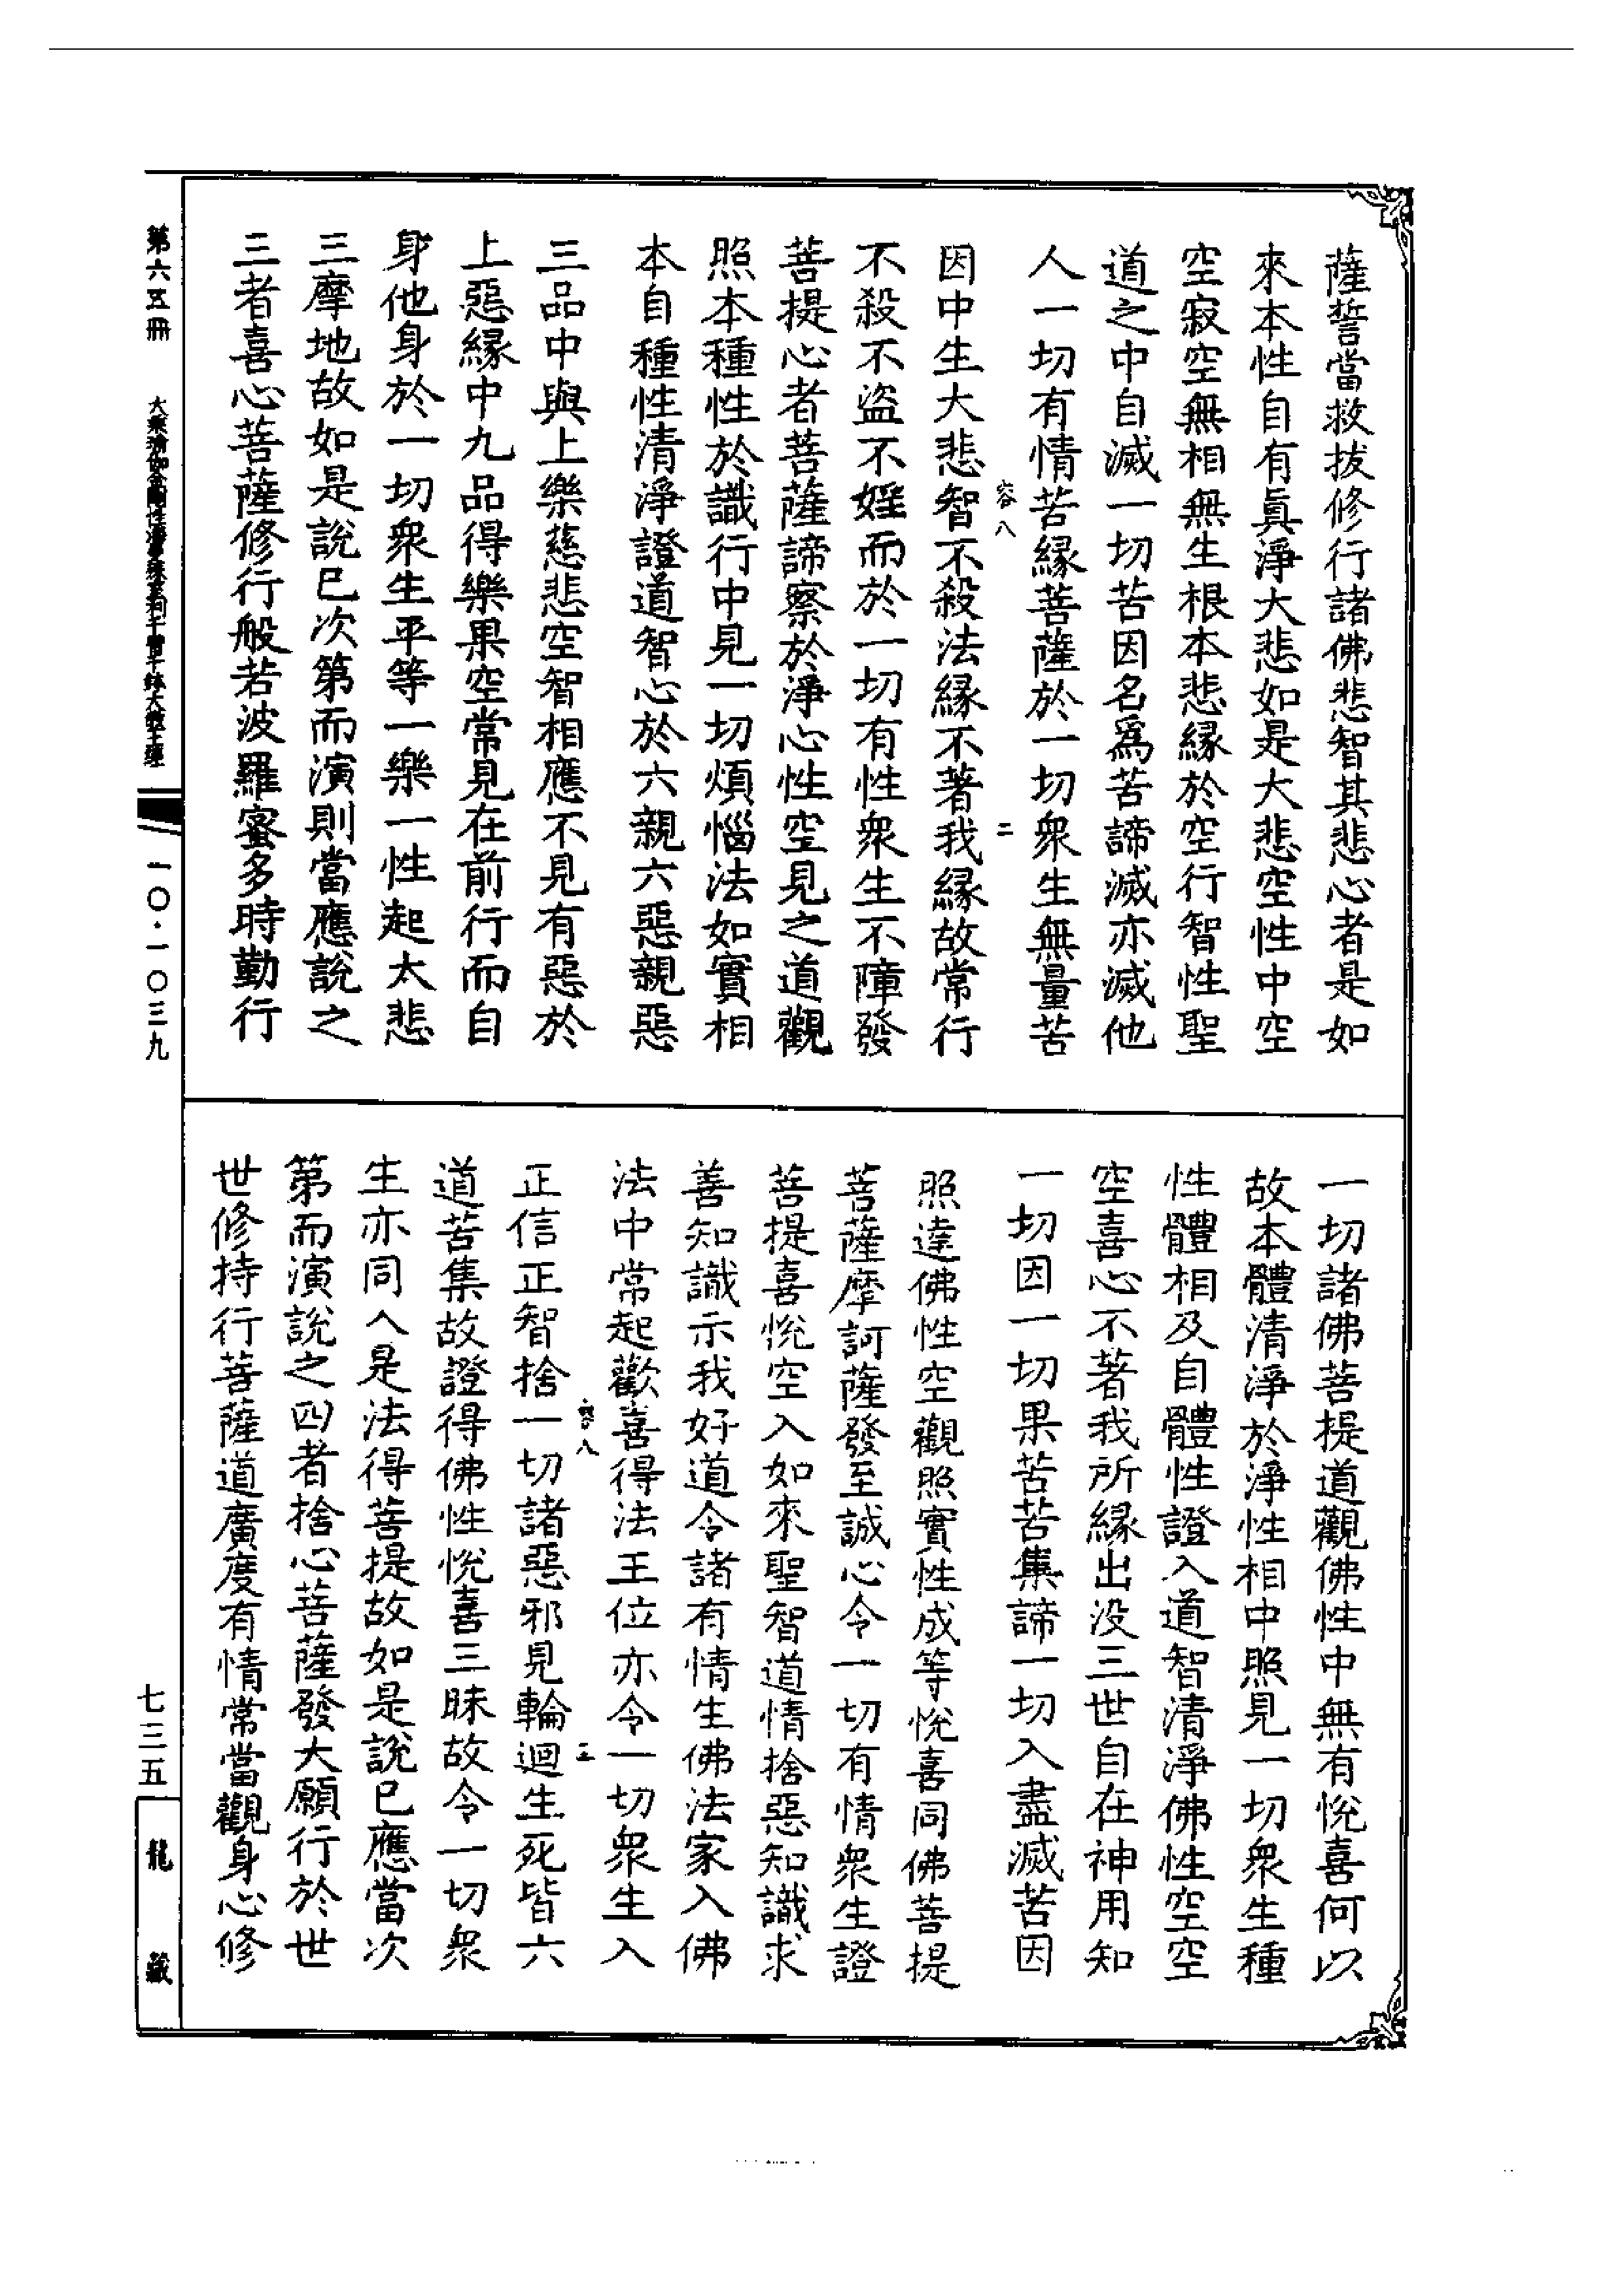 薩誓當救拔修行諸佛悲智其悲心者是如
來本性自有眞淨大悲如是大悲空性中空
空寂空無相無生根本悲緣於空行智性聖
道之中自滅一切苦因名爲苦諦滅亦滅他
人一切有情苦緣菩薩於一切衆生無量苦
容八
二
因中生大悲智不殺法緣不著我緣故常行
不殺不盜不婬而於一切有性衆生不障發
菩提心者菩薩諦察於淨心性空見之道觀
照本種性於識行中見一切煩惱法如實相
本自種性清淨證道智心於六親六惡親惡
三品中與上樂慈悲空智相應不見有惡於
上惡緣中九品得樂果空常見在前行而自
身他身於一切衆生平等一樂一性起大悲
三摩地故如是說已次第而演則當應說之
三者喜心菩薩修行般若波羅蜜多時勤行
一切諸佛菩提道觀佛性中無有悅喜何以
故本體清淨於淨性相中照見一切衆生種
性體相及自體性證入道智清淨佛性空空
空喜心不著我所緣出没三世自在神用知
一切因一切果苦苦集諦一切入盡滅苦因
照達佛性空觀照實性成等悅喜同佛菩提
菩薩摩訶薩發至誠心令一切有情衆生證
菩提喜悅空入如來聖智道情捨惡知識求
善知識示我好道令諸有情生佛法家入佛
法中常起歡喜得法王位亦令一切衆生入
容八
三
正信正智捨一切諸惡邪見輪迴生死皆六
道苦集故證得佛性悅喜三昧故令一切衆
生亦同入是法得菩提故如是說已應當次
第而演說之四者捨心菩薩發大願行於世
世修持行菩薩道廣度有情常當觀身心修
第六五冊
大乘瑜伽金剛性海曼殊室利千臂千鉢大教王經
一〇·一〇三九
七三五
龍藏